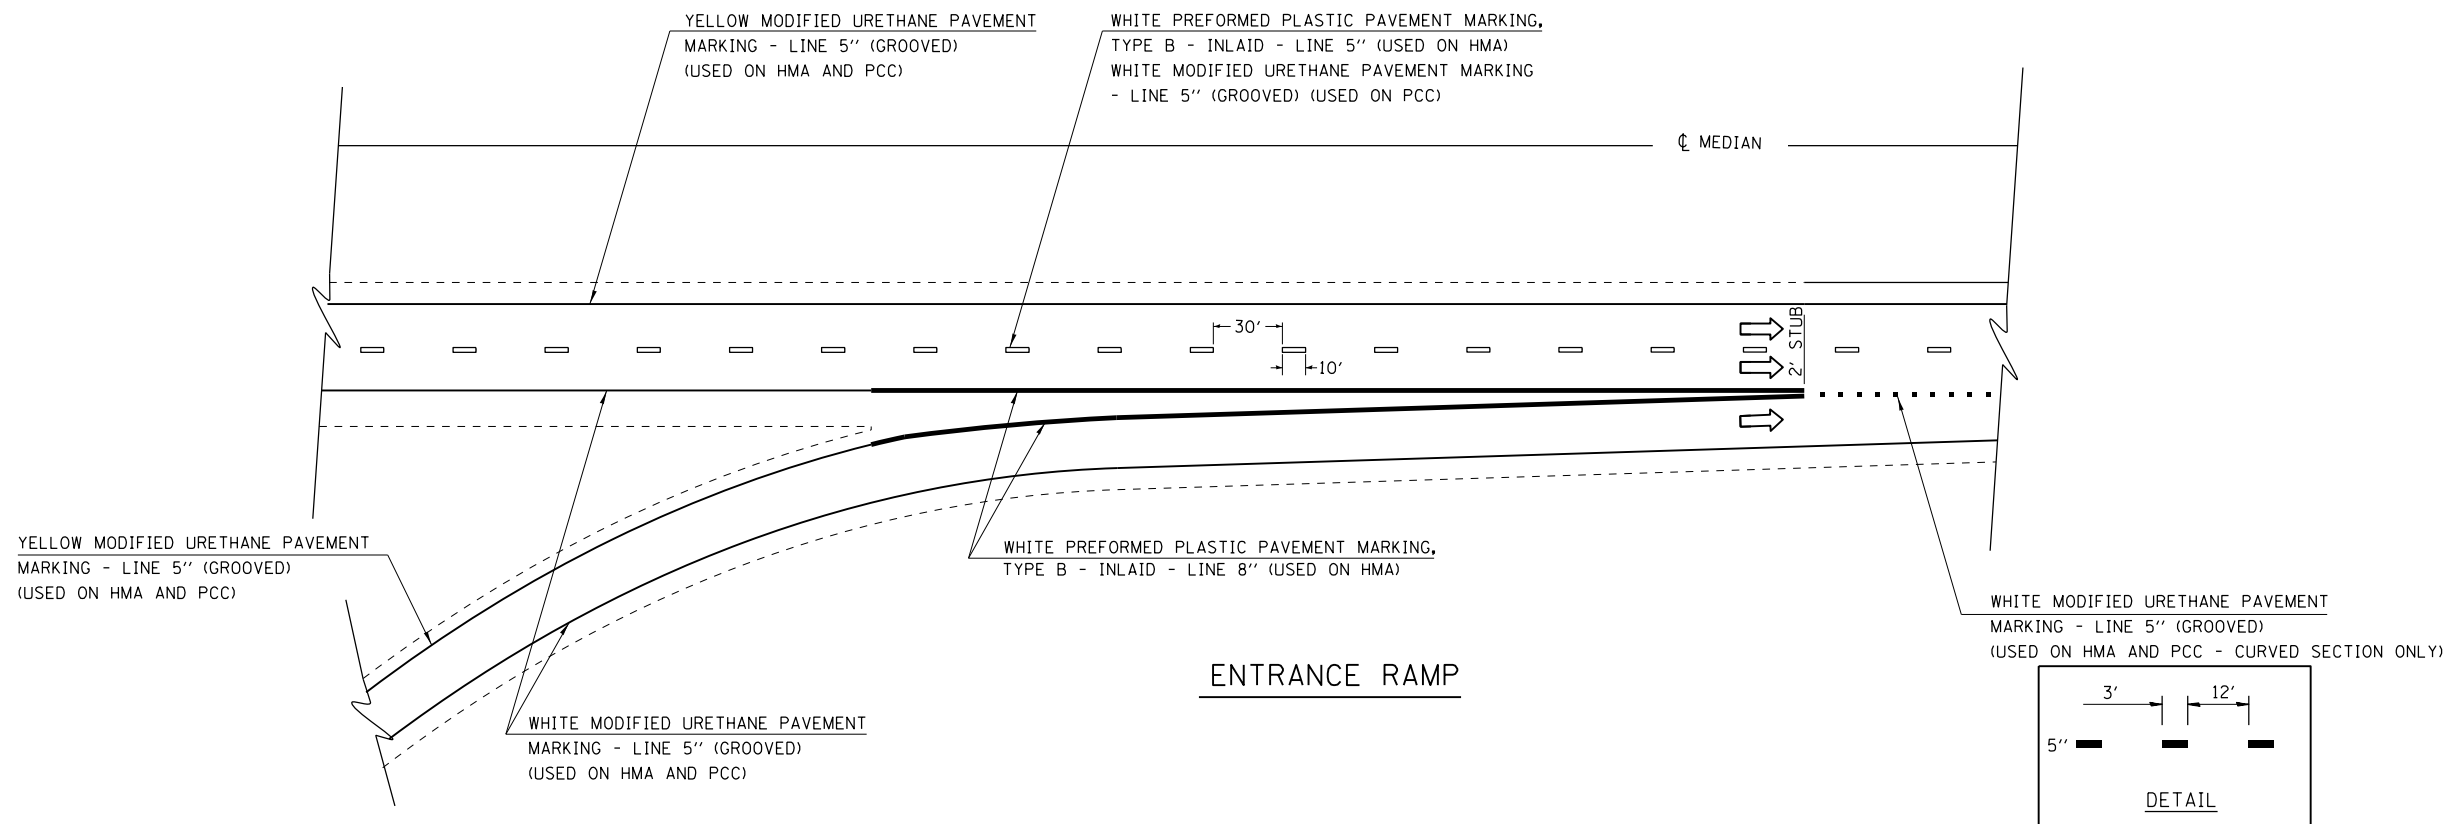 YELLOW MODIFIED URETHANE PAVEMENT
MARKING - LINE 5'' (GROOVED)
(USED ON HMA AND PCC)
WHITE PREFORMED PLASTIC PAVEMENT MARKING,
TYPE B - INLAID - LINE 5'' (USED ON HMA)
WHITE MODIFIED URETHANE PAVEMENT MARKING
- LINE 5'' (GROOVED) (USED ON PCC)
℄ MEDIAN
30'
10'
2' STUB
YELLOW MODIFIED URETHANE PAVEMENT
MARKING - LINE 5'' (GROOVED)
(USED ON HMA AND PCC)
WHITE PREFORMED PLASTIC PAVEMENT MARKING,
TYPE B - INLAID - LINE 8'' (USED ON HMA)
WHITE MODIFIED URETHANE PAVEMENT
MARKING - LINE 5'' (GROOVED)
(USED ON HMA AND PCC - CURVED SECTION ONLY)
ENTRANCE RAMP
WHITE MODIFIED URETHANE PAVEMENT
MARKING - LINE 5'' (GROOVED)
(USED ON HMA AND PCC)
3'
12'
5''
DETAIL